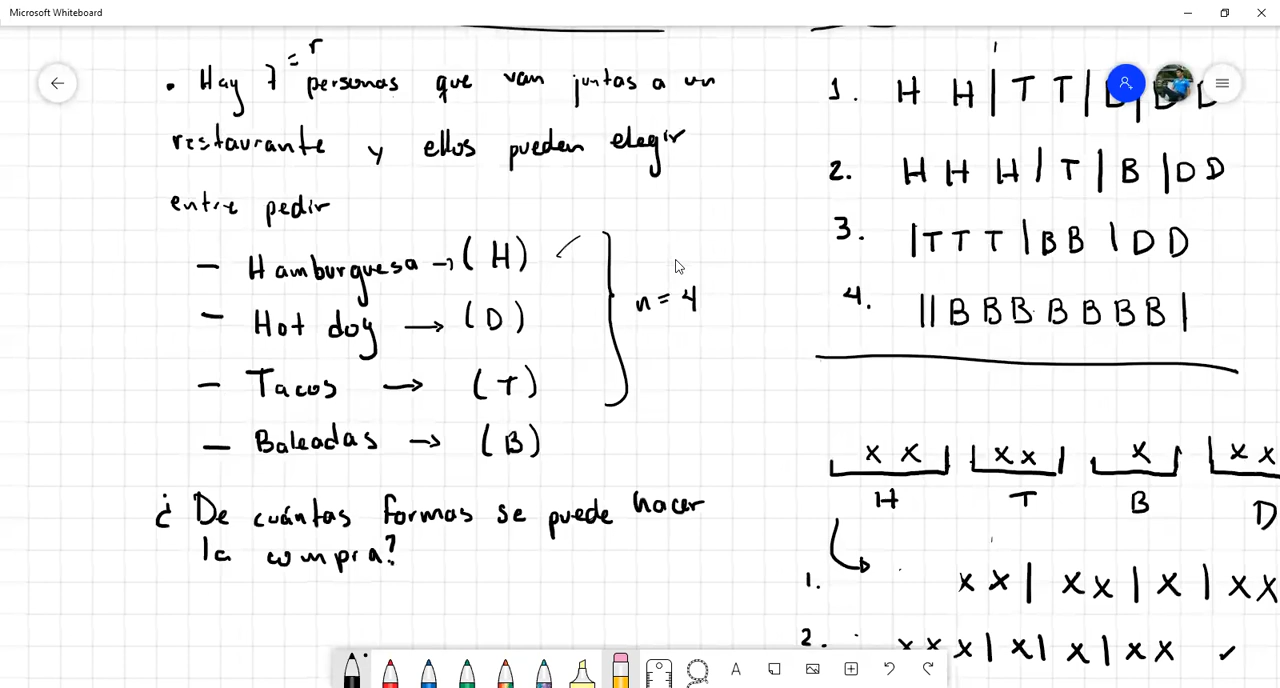 Microsoft Whiteboard
= r
. Hay 7 personas que van juntas a un
restaurante y ellos pueden elegir
entre pedir
- Hamburguesa → (H)
- Hot dog → (D)
- Tacos → (T)
- Baleadas → (B)
n = 4
¿ De cuántas formas se puede hacer
la compra?
1. H H | T T |
2. H H H | T | B | D D
3. | T T T | B B | D D
4. | | B B B B B B B |
x x x x x x x
H T B D
1. x x | x x | x | x x
2. x x x | x | x | x x ✓
A